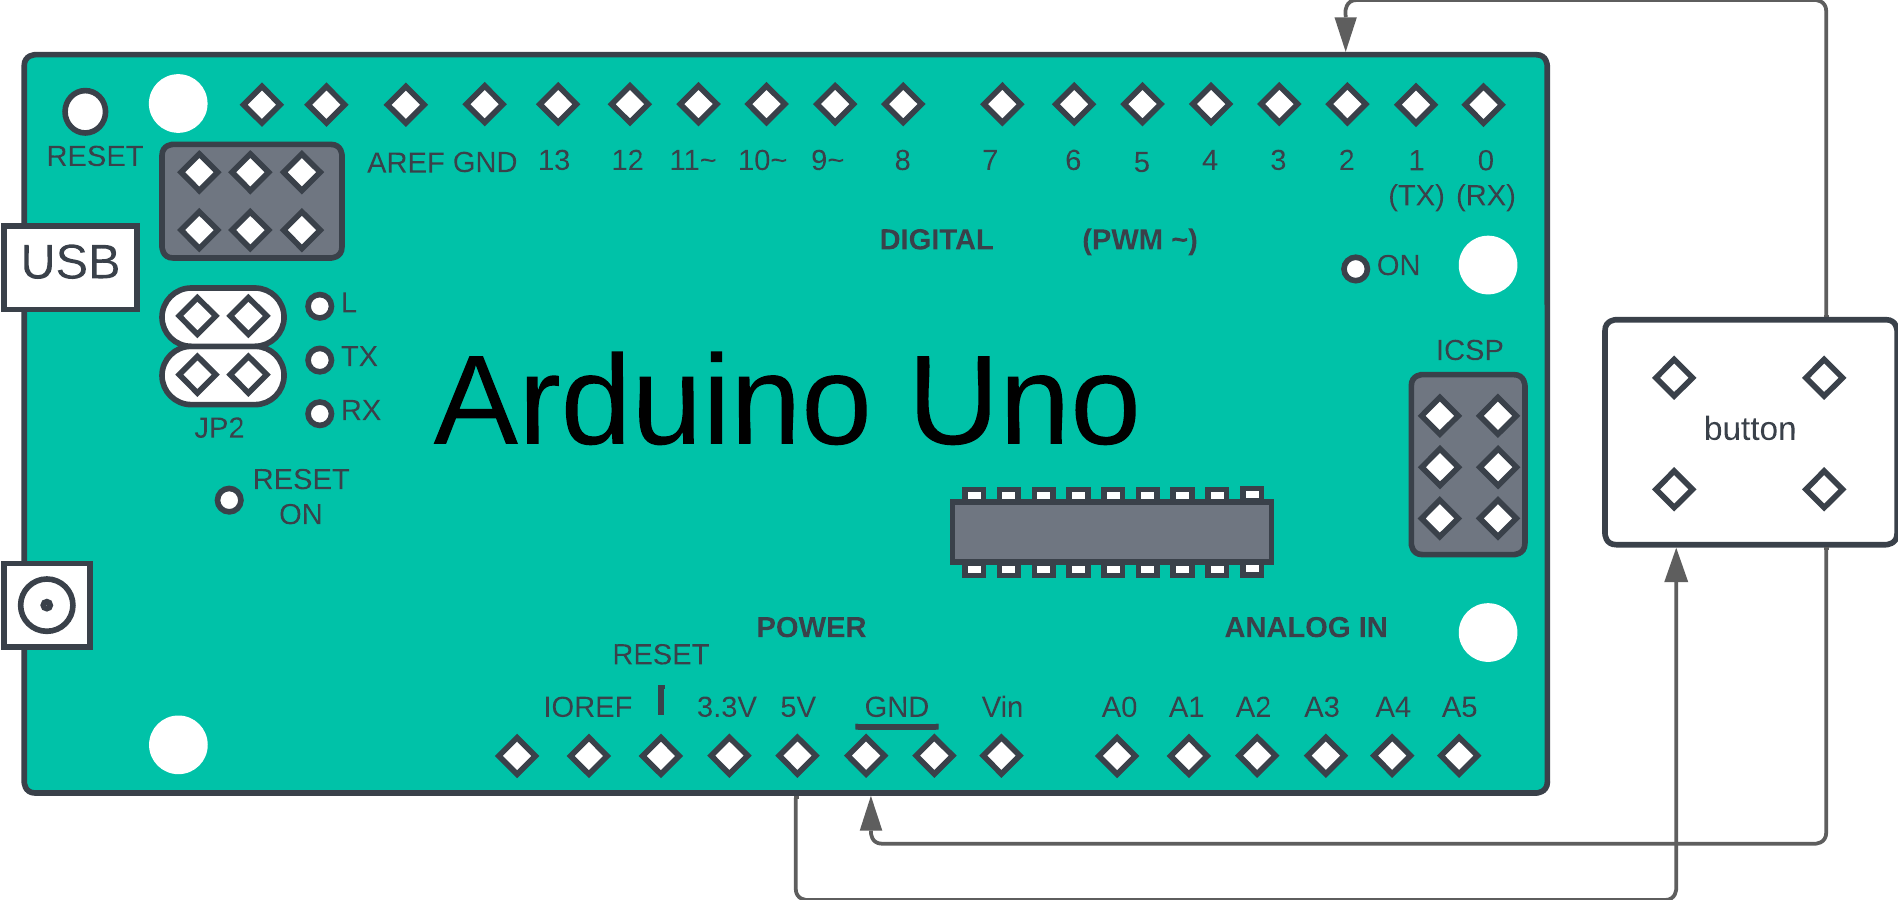 RESET
AREF GND 13 12 11~ 10~ 9~ 8 7 6 5 4 3 2 1 0
(TX) (RX)
DIGITAL (PWM ~)
USB
ON
L
TX
RX
JP2
Arduino Uno
ICSP
button
RESET
ON
POWER
ANALOG IN
RESET
IOREF 3.3V 5V GND Vin A0 A1 A2 A3 A4 A5